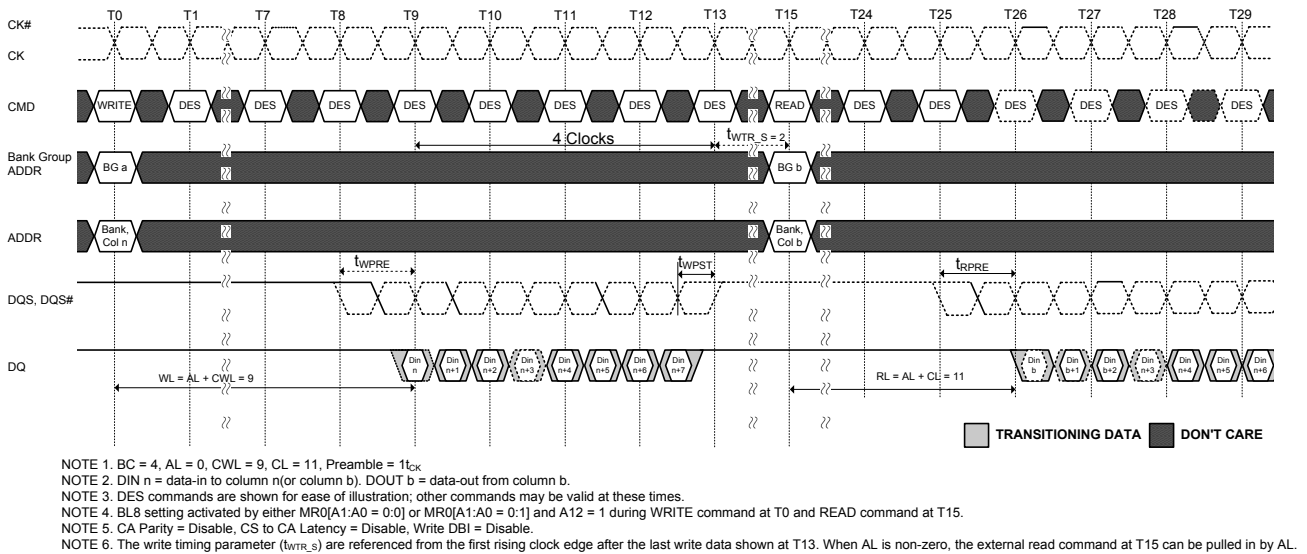 T0 T1 T7 T8 T9 T10 T11 T12 T13 T15 T24 T25 T26 T27 T28 T29
CK#
CK
CMD WRITE DES DES DES DES DES DES DES DES READ DES DES DES DES DES DES
4 Clocks tWTR_S = 2
Bank Group
ADDR BG a BG b
ADDR Bank, Col n Bank, Col b
tWPRE tWPST tRPRE
DQS, DQS#
DQ Din n Din n+1 Din n+2 Din n+3 Din n+4 Din n+5 Din n+6 Din n+7 Din b Din b+1 Din b+2 Din n+3 Din n+4 Din n+5 Din n+6
WL = AL + CWL = 9 RL = AL + CL = 11
TRANSITIONING DATA DON'T CARE
NOTE 1. BC = 4, AL = 0, CWL = 9, CL = 11, Preamble = 1tCK
NOTE 2. DIN n = data-in to column n(or column b). DOUT b = data-out from column b.
NOTE 3. DES commands are shown for ease of illustration; other commands may be valid at these times.
NOTE 4. BL8 setting activated by either MR0[A1:A0 = 0:0] or MR0[A1:A0 = 0:1] and A12 = 1 during WRITE command at T0 and READ command at T15.
NOTE 5. CA Parity = Disable, CS to CA Latency = Disable, Write DBI = Disable.
NOTE 6. The write timing parameter (tWTR_S) are referenced from the first rising clock edge after the last write data shown at T13. When AL is non-zero, the external read command at T15 can be pulled in by AL.